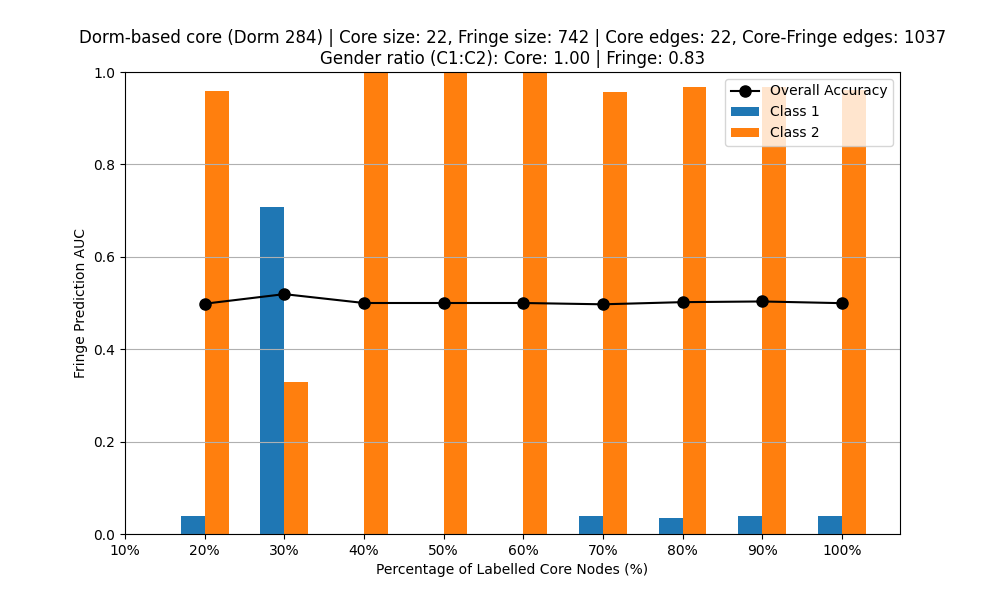 Dorm-based core (Dorm 284) | Core size: 22, Fringe size: 742 | Core edges: 22, Core-Fringe edges: 1037
Gender ratio (C1:C2): Core: 1.00 | Fringe: 0.83
Overall Accuracy
Class 1
Class 2
Fringe Prediction AUC
1.0
0.8
0.6
0.4
0.2
0.0
10% 20% 30% 40% 50% 60% 70% 80% 90% 100%
Percentage of Labelled Core Nodes (%)